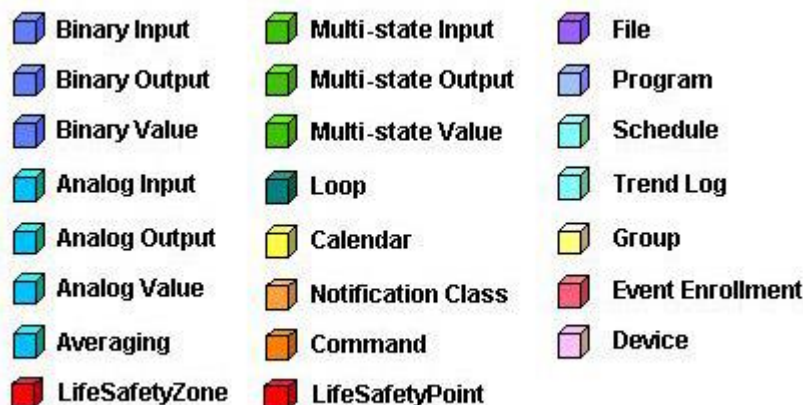 Binary Input
Multi-state Input
File
Binary Output
Multi-state Output
Program
Binary Value
Multi-state Value
Schedule
Analog Input
Loop
Trend Log
Analog Output
Calendar
Group
Analog Value
Notification Class
Event Enrollment
Averaging
Command
Device
LifeSafetyZone
LifeSafetyPoint